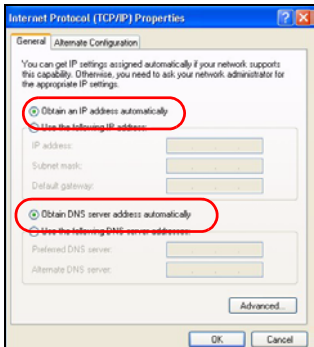 Internet Protocol (TCP/IP) Properties
General
Alternate Configuration
You can get IP settings assigned automatically if your network supports
this capability. Otherwise, you need to ask your network administrator for
the appropriate IP settings.
Obtain an IP address automatically
Use the following IP address:
IP address:
Subnet mask:
Default gateway:
Obtain DNS server address automatically
Use the following DNS server addresses:
Preferred DNS server:
Alternate DNS server:
Advanced...
OK
Cancel